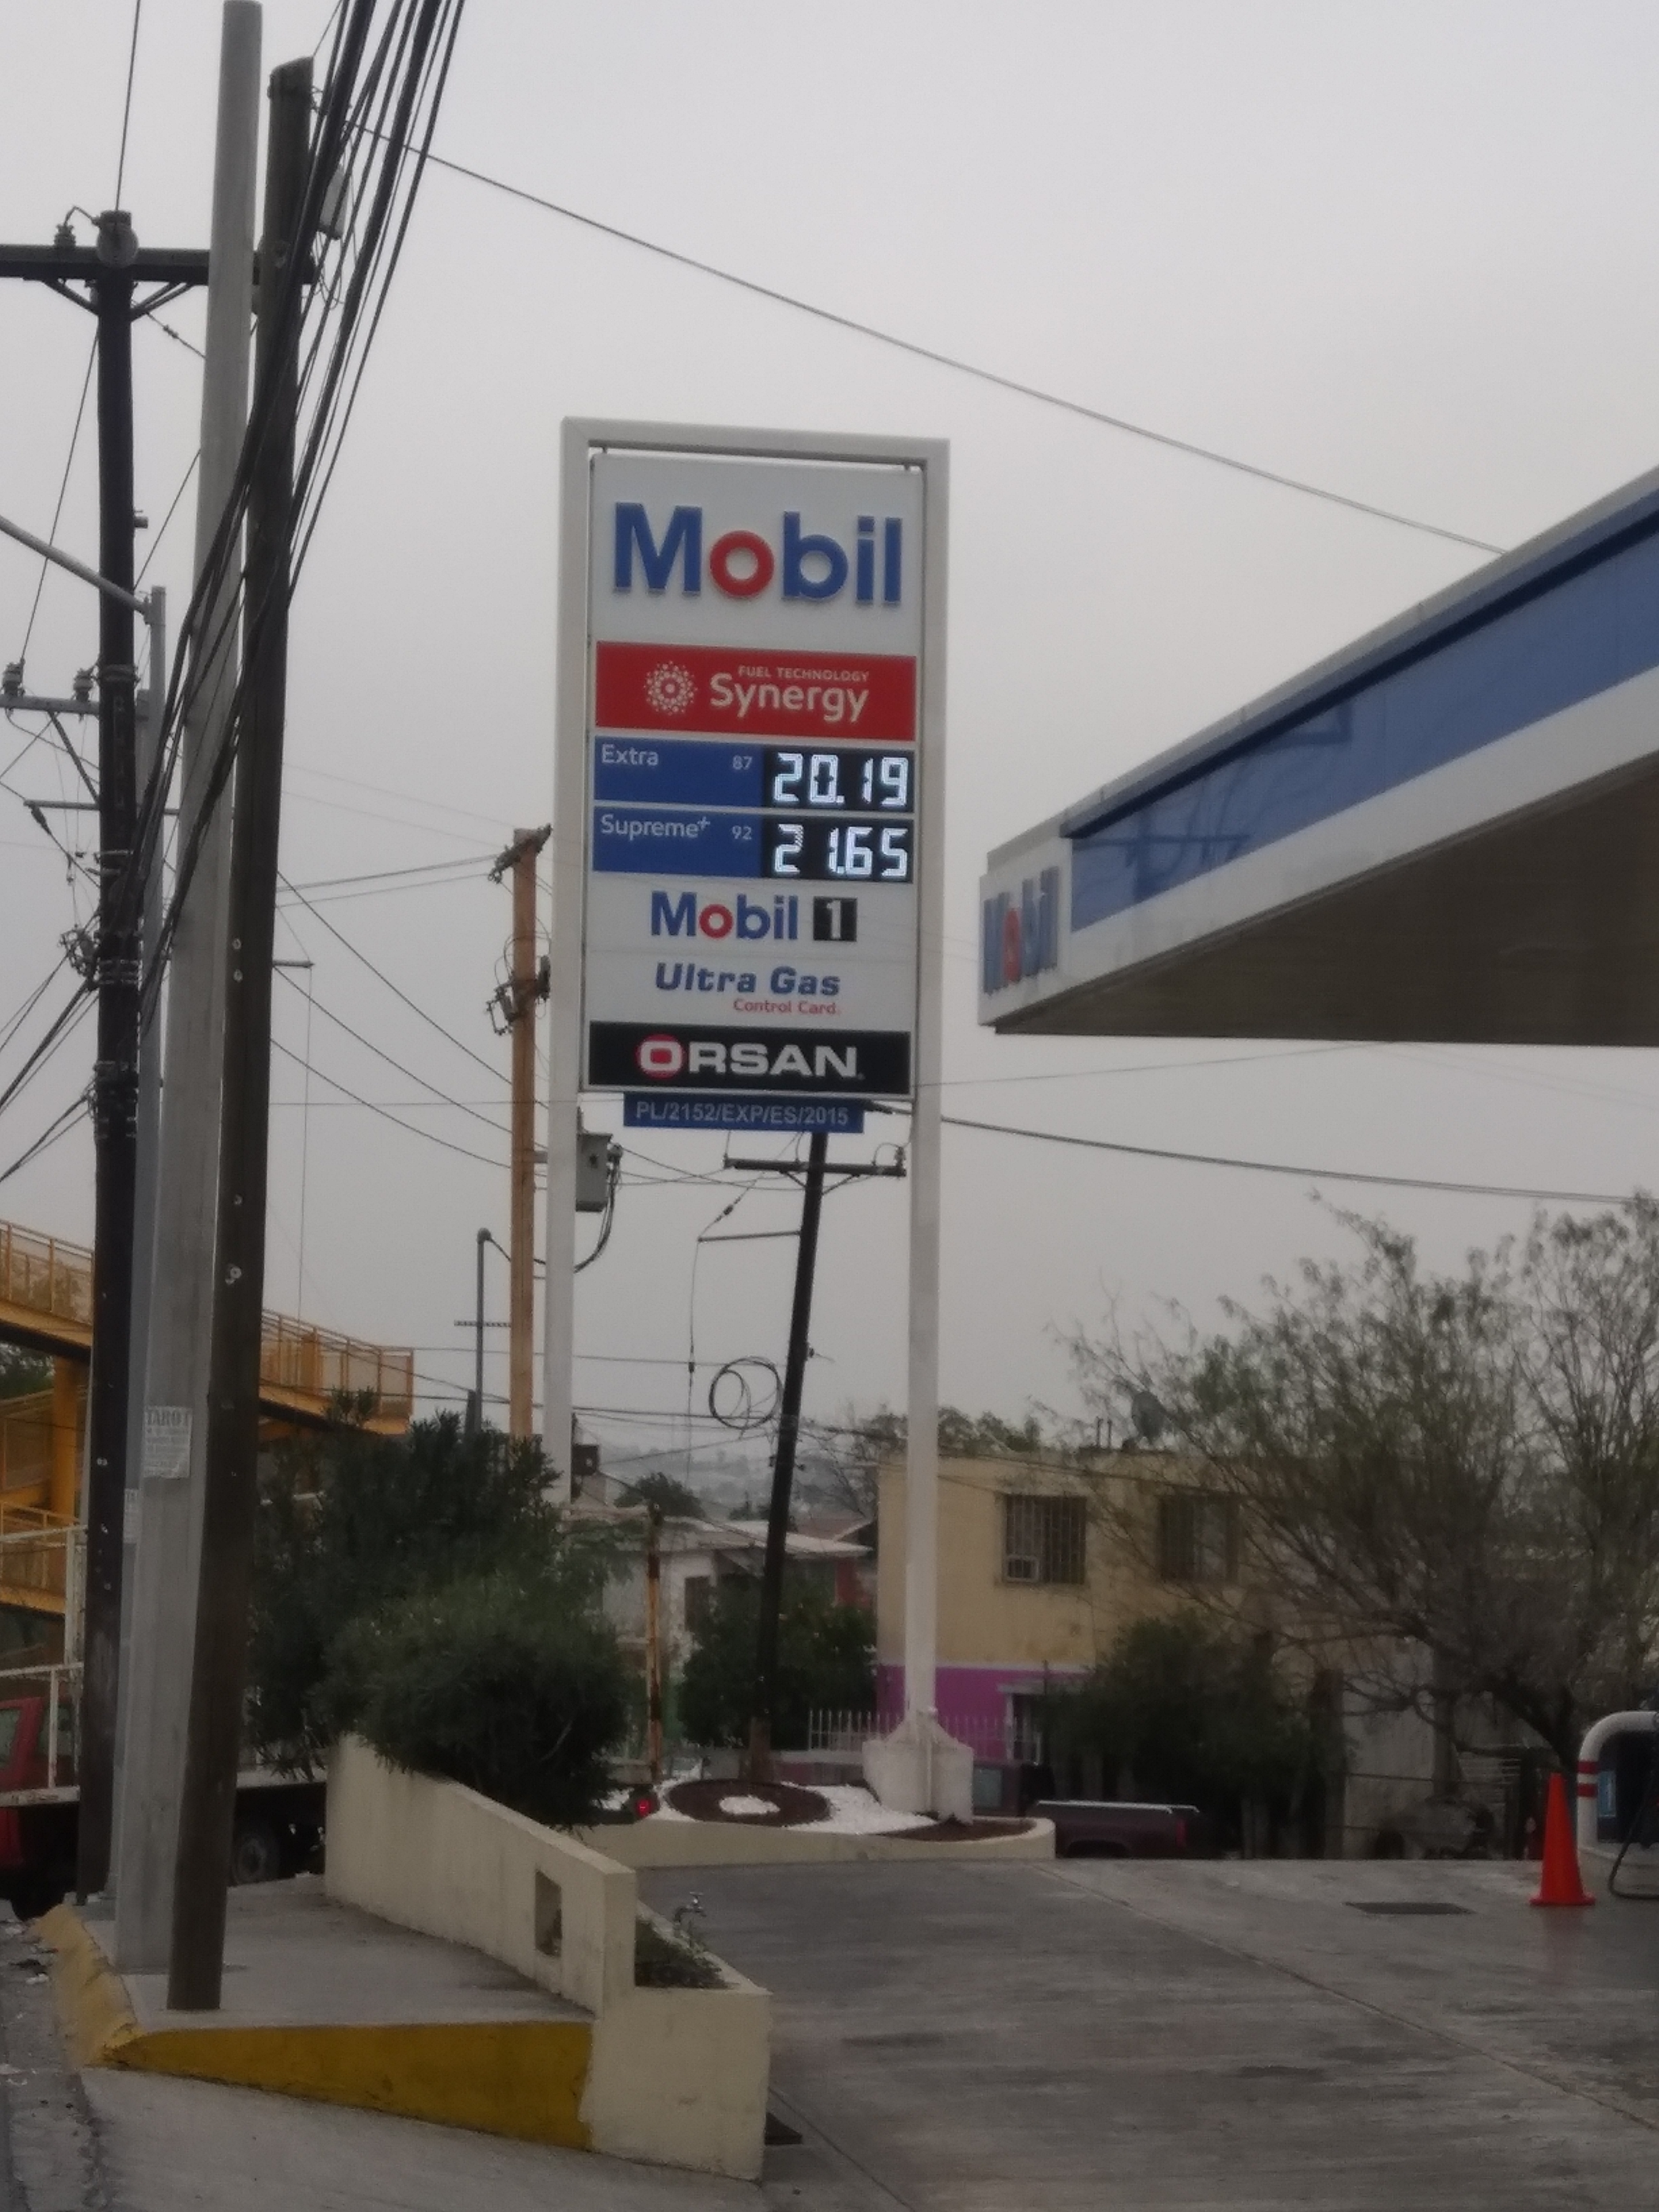 Mobil
FUEL TECHNOLOGY
Synergy
Extra 87 20.19
Supreme+ 92 21.65
Mobil 1
Ultra Gas
Control Card
ORSAN
PL/2152/EXP/ES/2015
Mobil
TAROT